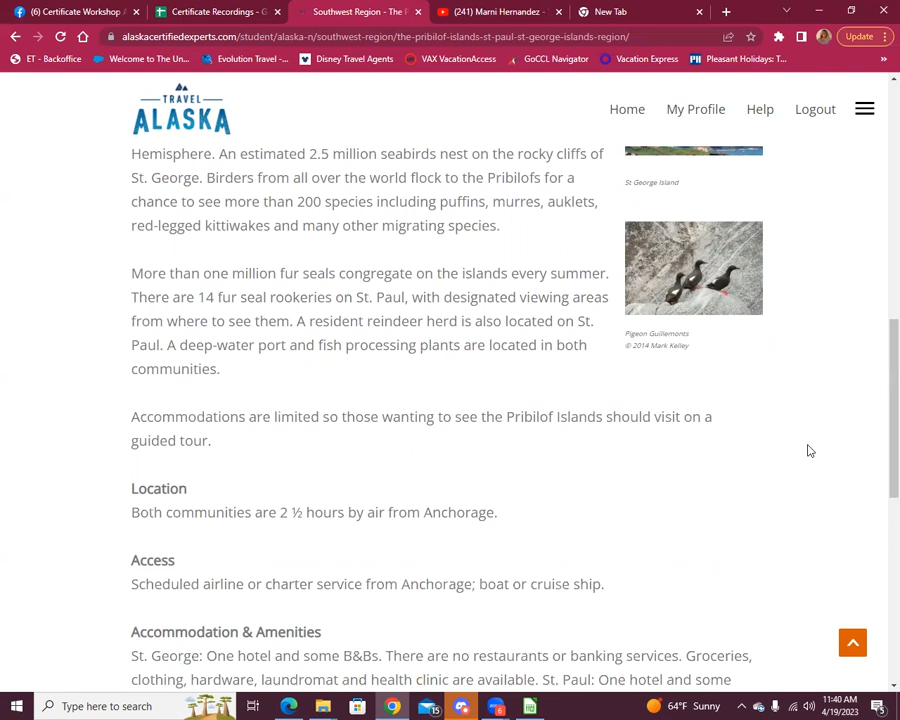 (6) Certificate Workshop A
Certificate Recordings - G
Southwest Region - The P
(241) Marni Hernandez -
New Tab
alaskacertifiedexperts.com/student/alaska-n/southwest-region/the-pribilof-islands-st-paul-st-george-islands-region/
Update
ET - Backoffice
Welcome to The Un...
Evolution Travel -...
Disney Travel Agents
VAX VacationAccess
GoCCL Navigator
Vacation Express
Pleasant Holidays: T...
»
TRAVEL
ALASKA
Home
My Profile
Help
Logout
Hemisphere. An estimated 2.5 million seabirds nest on the rocky cliffs of
St. George. Birders from all over the world flock to the Pribilofs for a
chance to see more than 200 species including puffins, murres, auklets,
red-legged kittiwakes and many other migrating species.
St George Island
More than one million fur seals congregate on the islands every summer.
There are 14 fur seal rookeries on St. Paul, with designated viewing areas
from where to see them. A resident reindeer herd is also located on St.
Paul. A deep-water port and fish processing plants are located in both
communities.
Pigeon Guillemonts
© 2014 Mark Kelley
Accommodations are limited so those wanting to see the Pribilof Islands should visit on a
guided tour.
Location
Both communities are 2 ½ hours by air from Anchorage.
Access
Scheduled airline or charter service from Anchorage; boat or cruise ship.
Accommodation & Amenities
St. George: One hotel and some B&Bs. There are no restaurants or banking services. Groceries,
clothing, hardware, laundromat and health clinic are available. St. Paul: One hotel and some
Type here to search
15
6
64°F Sunny
11:40 AM
4/19/2023
5